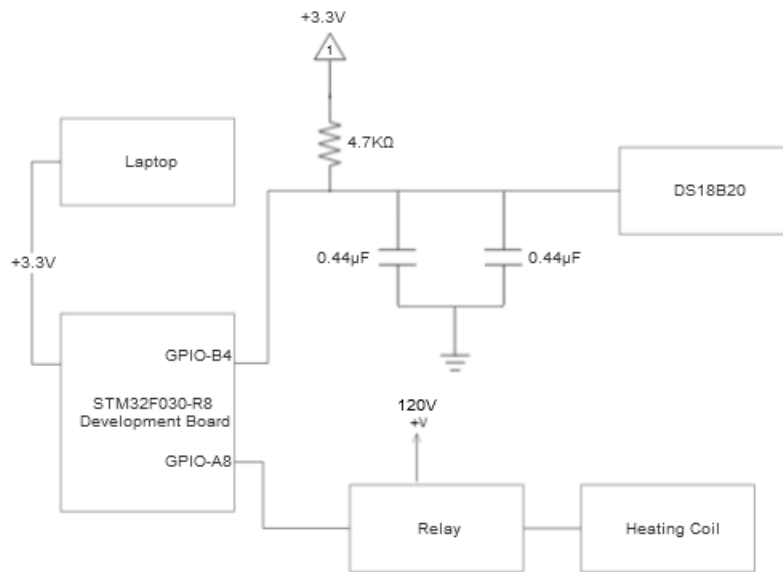 +3.3V
1
4.7KΩ
Laptop
DS18B20
0.44µF
0.44µF
+3.3V
GPIO-B4
STM32F030-R8
Development Board
GPIO-A8
120V
+V
Relay
Heating Coil